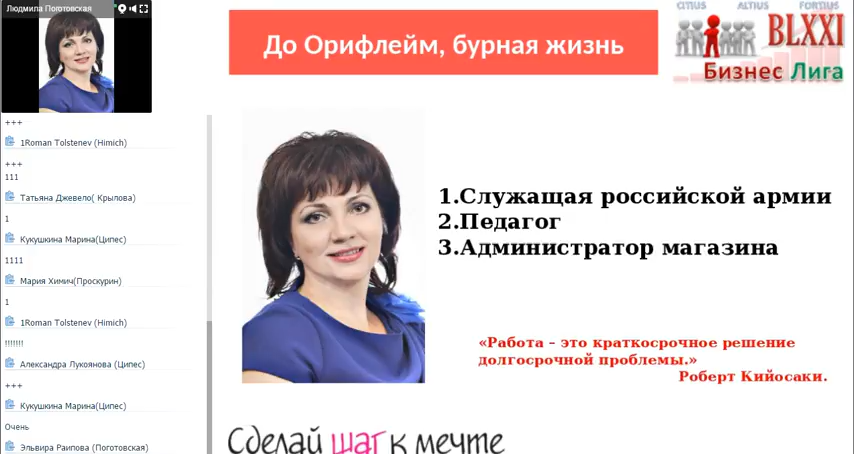 Людмила Поготовская
+++
1Roman Tolstenev (Himich)
+++
111
Татьяна Джевело( Крылова)
1
Кукушкина Марина(Ципес)
1111
Мария Химич(Проскурин)
1
1Roman Tolstenev (Himich)
!!!!!!!
Александра Лукоянова (Ципес)
+++
Кукушкина Марина(Ципес)
Очень
Эльвира Раипова (Поготовская)
До Орифлейм, бурная жизнь
CITIUS ALTIUS FORTIUS
BLXXI
Бизнес Лига
1.Служащая российской армии
2.Педагог
3.Администратор магазина
«Работа – это краткосрочное решение
долгосрочной проблемы.»
Роберт Кийосаки.
Сделай шаг к мечте